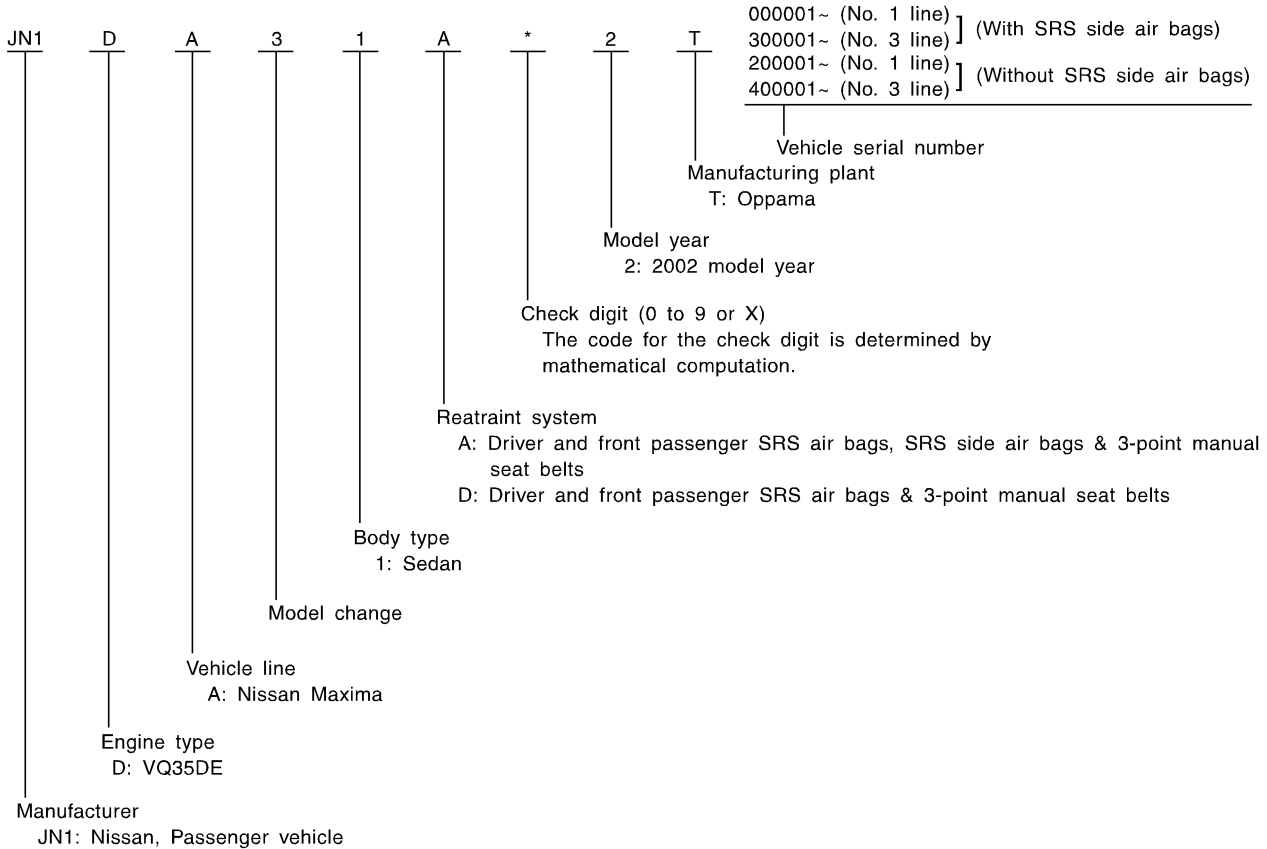 JN1 D A 3 1 A * 2 T
000001~ (No. 1 line)
300001~ (No. 3 line)
(With SRS side air bags)
200001~ (No. 1 line)
400001~ (No. 3 line)
(Without SRS side air bags)
Vehicle serial number
Manufacturing plant
T: Oppama
Model year
2: 2002 model year
Check digit (0 to 9 or X)
The code for the check digit is determined by
mathematical computation.
Reatraint system
A: Driver and front passenger SRS air bags, SRS side air bags & 3-point manual
seat belts
D: Driver and front passenger SRS air bags & 3-point manual seat belts
Body type
1: Sedan
Model change
Vehicle line
A: Nissan Maxima
Engine type
D: VQ35DE
Manufacturer
JN1: Nissan, Passenger vehicle